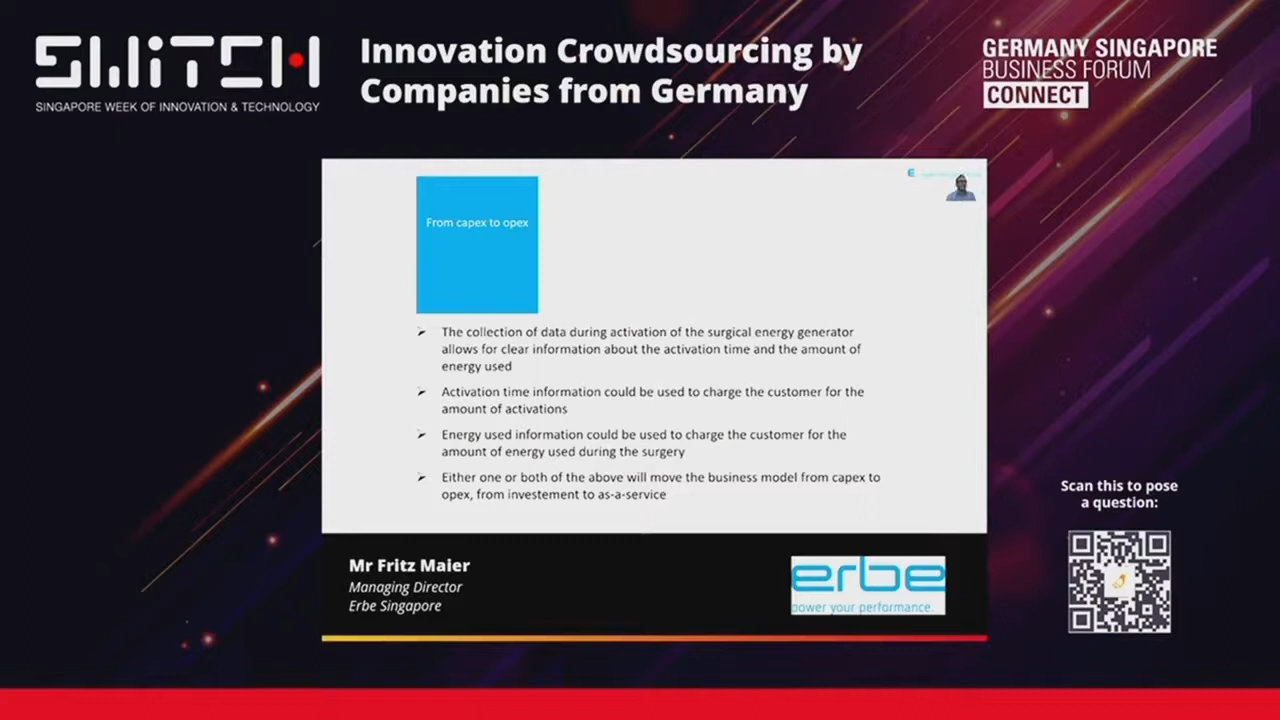 SWITCH
SINGAPORE WEEK OF INNOVATION & TECHNOLOGY
Innovation Crowdsourcing by
Companies from Germany
GERMANY SINGAPORE
BUSINESS FORUM
CONNECT
From capex to opex
➢ The collection of data during activation of the surgical energy generator
allows for clear information about the activation time and the amount of
energy used
➢ Activation time information could be used to charge the customer for the
amount of activations
➢ Energy used information could be used to charge the customer for the
amount of energy used during the surgery
➢ Either one or both of the above will move the business model from capex to
opex, from investement to as-a-service
Mr Fritz Maier
Managing Director
Erbe Singapore
erbe
power your performance.
Scan this to pose
a question: